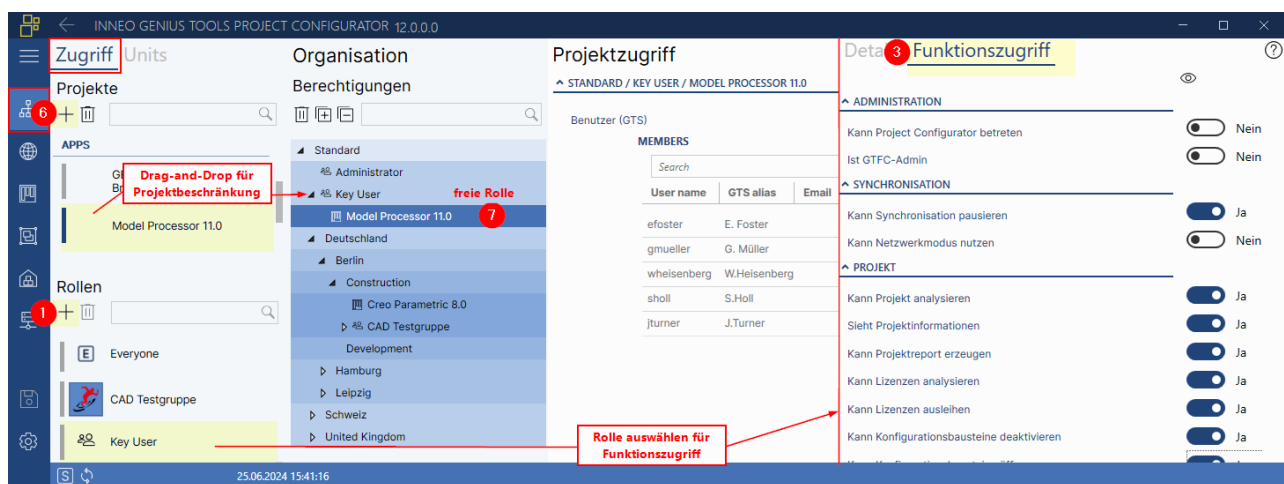 INNEO GENIUS TOOLS PROJECT CONFIGURATOR 12.0.0.0
Zugriff Units
Projekte
6
APPS
Model Processor 11.0
Drag-and-Drop für
Projektbeschränkung
Rollen
1
E Everyone
CAD Testgruppe
Key User
Organisation
Berechtigungen
Standard
Administrator
Key User
freie Rolle
Model Processor 11.0
7
Deutschland
Berlin
Construction
Creo Parametric 8.0
CAD Testgruppe
Development
Hamburg
Leipzig
Schweiz
United Kingdom
Projektzugriff
STANDARD / KEY USER / MODEL PROCESSOR 11.0
Benutzer (GTS)
MEMBERS
Search
User name GTS alias Email
efoster E. Foster
gmueller G. Müller
wheisenberg W.Heisenberg
sholl S.Holl
jturner J.Turner
Rolle auswählen für
Funktionszugriff
Deta 3 Funktionszugriff
?
ADMINISTRATION
Kann Project Configurator betreten Nein
Ist GTFC-Admin Nein
SYNCHRONISATION
Kann Synchronisation pausieren Ja
Kann Netzwerkmodus nutzen Nein
PROJEKT
Kann Projekt analysieren Ja
Sieht Projektinformationen Ja
Kann Projektreport erzeugen Ja
Kann Lizenzen analysieren Ja
Kann Lizenzen ausleihen Ja
Kann Konfigurationsbausteine deaktivieren Ja
S 25.06.2024 15:41:16